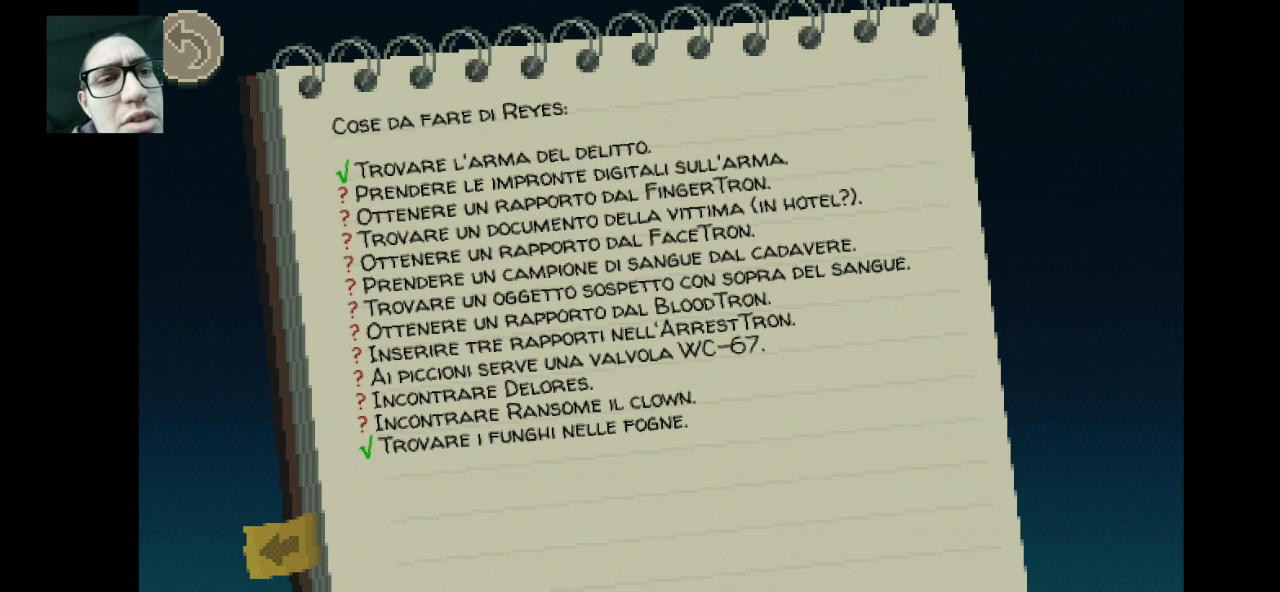 Cose da fare di Reyes:
Trovare l'arma del delitto.
? Prendere le impronte digitali sull'arma.
? Ottenere un rapporto dal FingerTron.
? Trovare un documento della vittima (in hotel?).
? Ottenere un rapporto dal FaceTron.
? Prendere un campione di sangue dal cadavere.
? Trovare un oggetto sospetto con sopra del sangue.
? Ottenere un rapporto dal BloodTron.
? Inserire tre rapporti nell'ArrestTron.
? Ai piccioni serve una valvola WC-67.
? Incontrare Delores.
? Incontrare Ransome il clown.
Trovare i funghi nelle fogne.